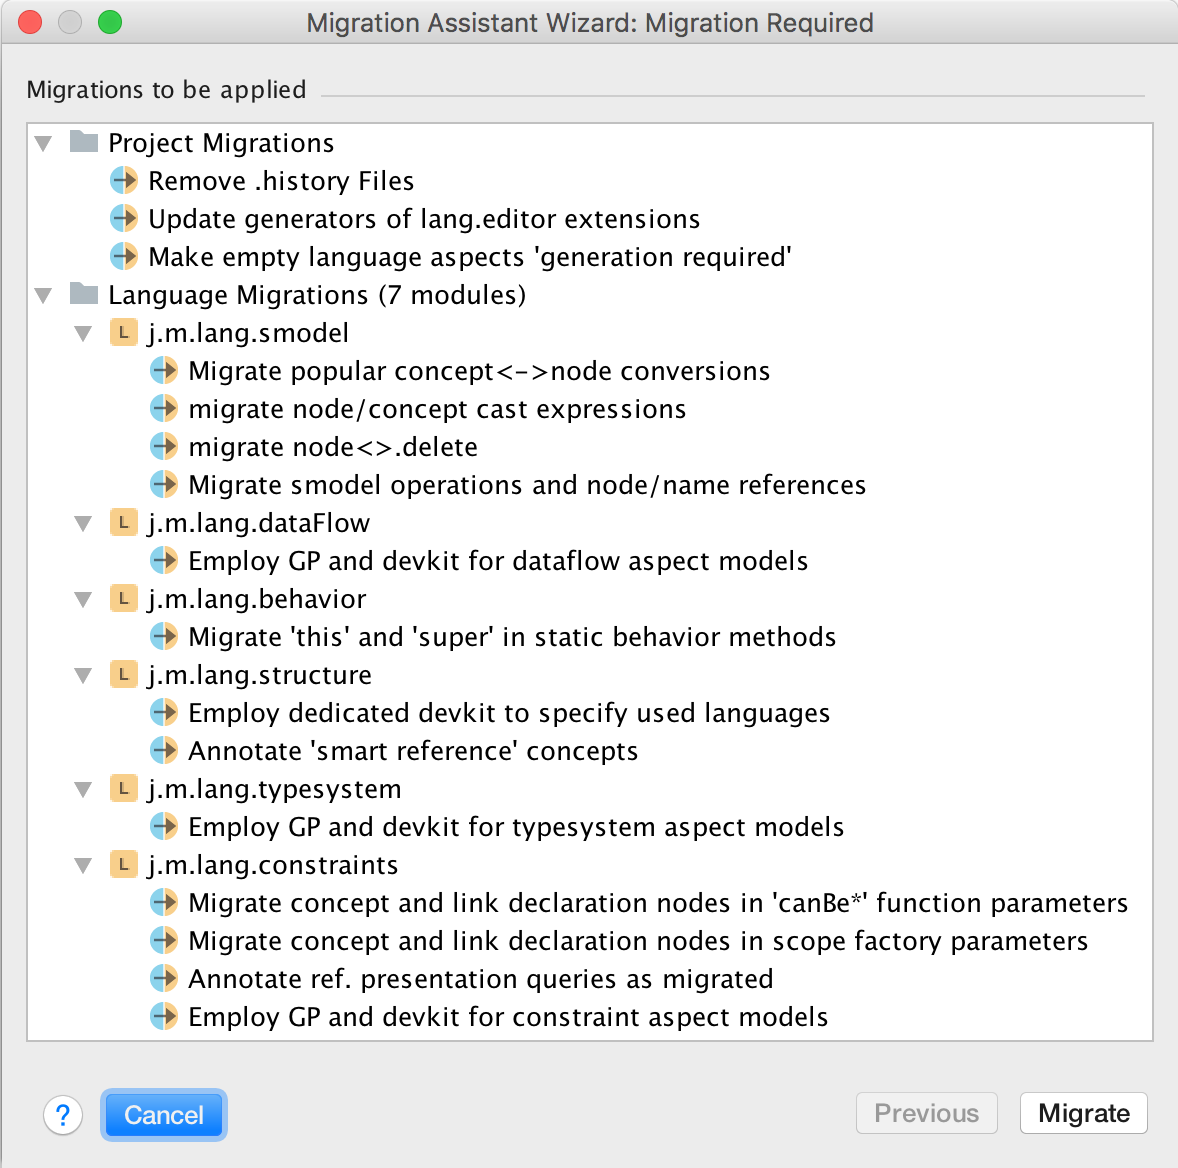 Migration Assistant Wizard: Migration Required
Migrations to be applied
Project Migrations
Remove .history Files
Update generators of lang.editor extensions
Make empty language aspects 'generation required'
Language Migrations (7 modules)
L j.m.lang.smodel
Migrate popular concept<->node conversions
migrate node/concept cast expressions
migrate node<>.delete
Migrate smodel operations and node/name references
L j.m.lang.dataFlow
Employ GP and devkit for dataflow aspect models
L j.m.lang.behavior
Migrate 'this' and 'super' in static behavior methods
L j.m.lang.structure
Employ dedicated devkit to specify used languages
Annotate 'smart reference' concepts
L j.m.lang.typesystem
Employ GP and devkit for typesystem aspect models
L j.m.lang.constraints
Migrate concept and link declaration nodes in 'canBe*' function parameters
Migrate concept and link declaration nodes in scope factory parameters
Annotate ref. presentation queries as migrated
Employ GP and devkit for constraint aspect models
? Cancel Previous Migrate